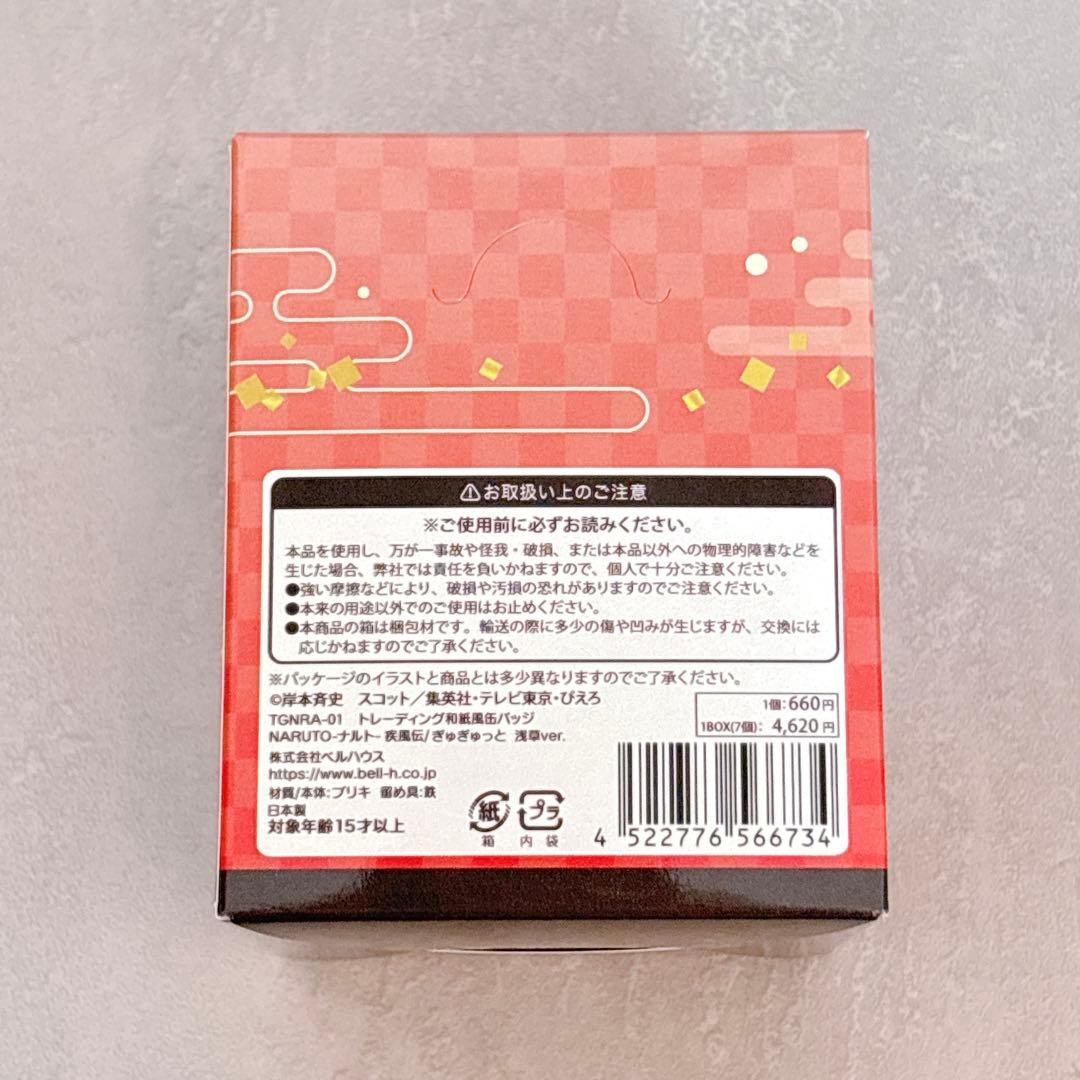 ⚠お取扱い上のご注意
※ご使用前に必ずお読みください。
本品を使用し、万が一事故や怪我・破損、または本品以外への物理的障害などを
生じた場合、弊社では責任を負いかねますので、個人で十分ご注意ください。
●強い摩擦などにより、破損や汚損の恐れがありますのでご注意ください。
●本来の用途以外でのご使用はお止めください。
●本商品の箱は梱包材です。輸送の際に多少の傷や凹みが生じますが、交換には
応じかねますのでご了承ください。
※パッケージのイラストと商品とは多少異なりますのでご了承ください。
©岸本斉史 スコット／集英社・テレビ東京・ぴえろ
TGNRA-01 トレーディング和紙風缶バッジ
NARUTO-ナルト- 疾風伝/ぎゅぎゅっと 浅草ver.
1個：660円
1BOX(7個)： 4,620円
株式会社ベルハウス
https://www.bell-h.co.jp
材質/本体：ブリキ 留め具：鉄
日本製
対象年齢15才以上
紙
箱
プラ
内袋
4 522776 566734